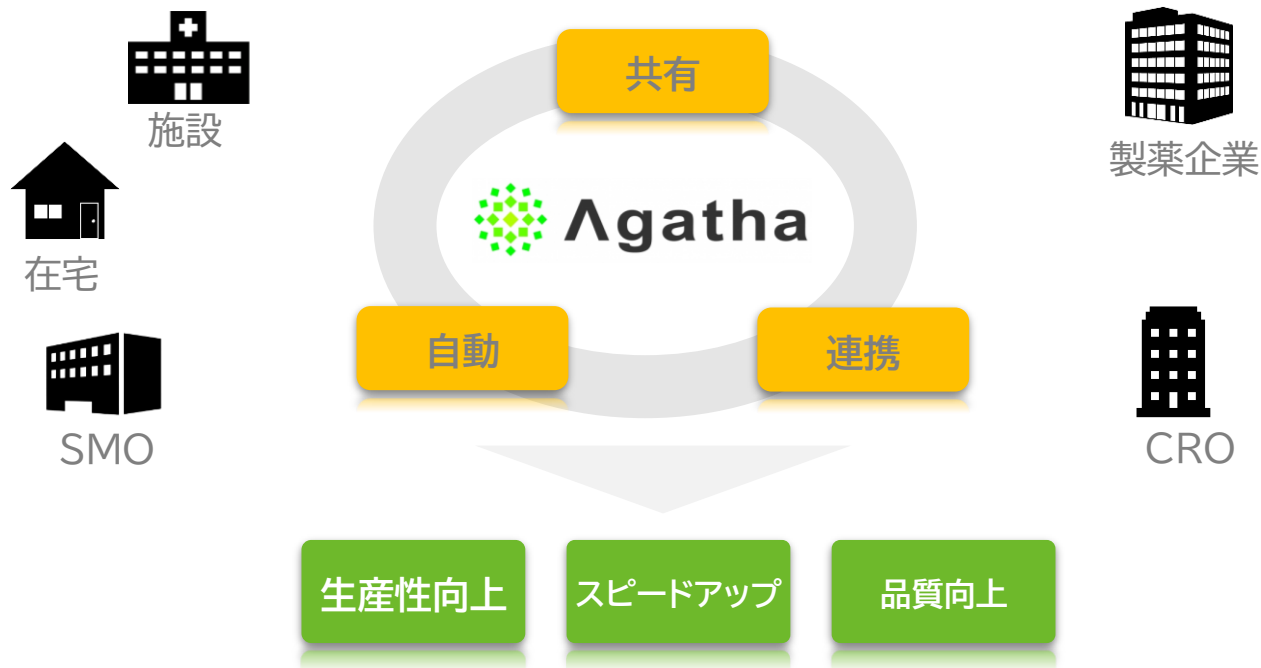 施設
在宅
SMO
共有
Agatha
自動
連携
製薬企業
CRO
生産性向上
スピードアップ
品質向上